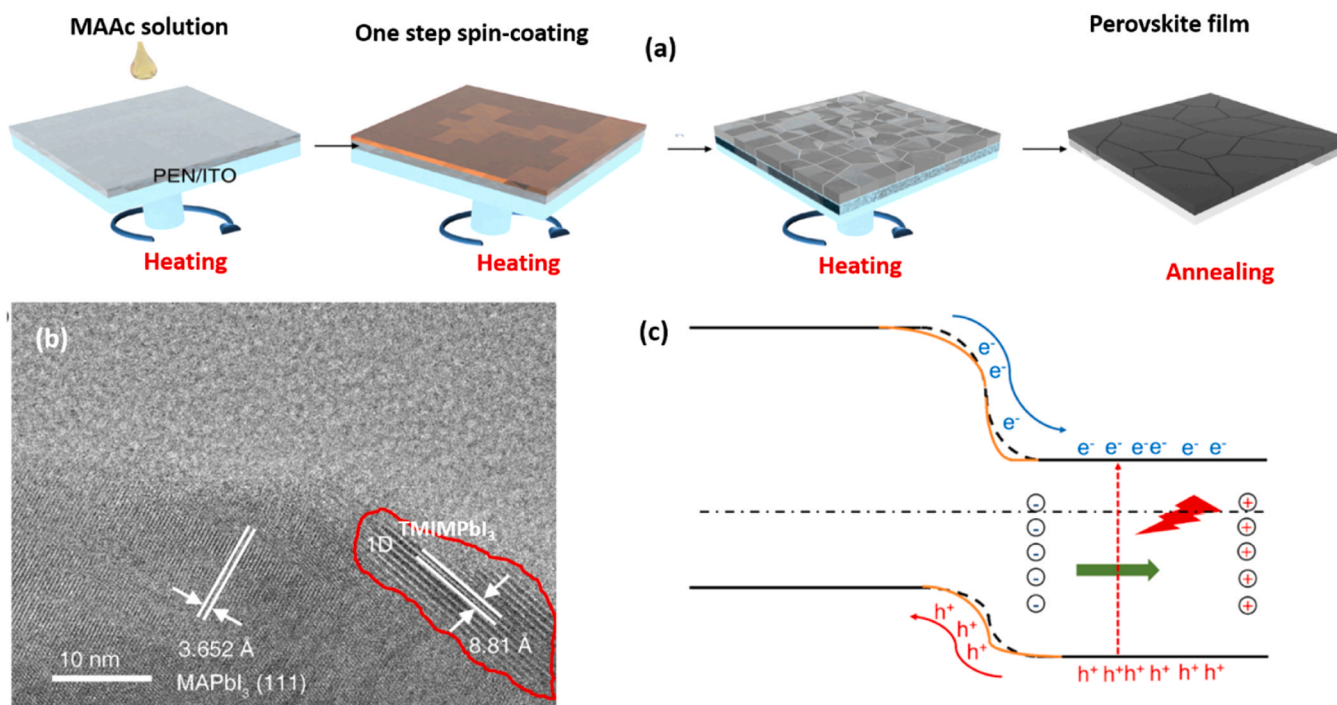 MAAc solution
One step spin-coating
(a)
Perovskite film
PEN/ITO
Heating
Heating
Heating
Annealing
(b)
TMIMPbI₃
1D
8.81 Å
3.652 Å
MAPbI₃ (111)
10 nm
(c)
e⁻
e⁻
e⁻
e⁻ e⁻ e⁻e⁻ e⁻ e⁻
- +
- +
- +
- +
- +
h⁺
h⁺
h⁺
h⁺
h⁺ h⁺h⁺ h⁺ h⁺ h⁺